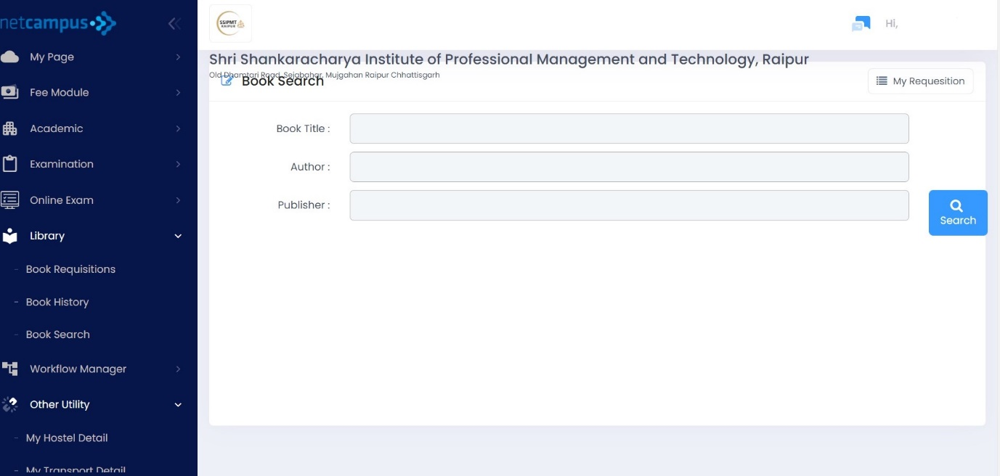 netcampus
My Page
Fee Module
Academic
Examination
Online Exam
Library
- Book Requisitions
- Book History
- Book Search
Workflow Manager
Other Utility
- My Hostel Detail
- My Transport Detail
SSIPMT
RAIPUR
Hi,
Shri Shankaracharya Institute of Professional Management and Technology, Raipur
Old Dhamtari Road, Sejabahar, Mujgahan Raipur Chhattisgarh
Book Search
My Requesition
Book Title :
Author :
Publisher :
Search